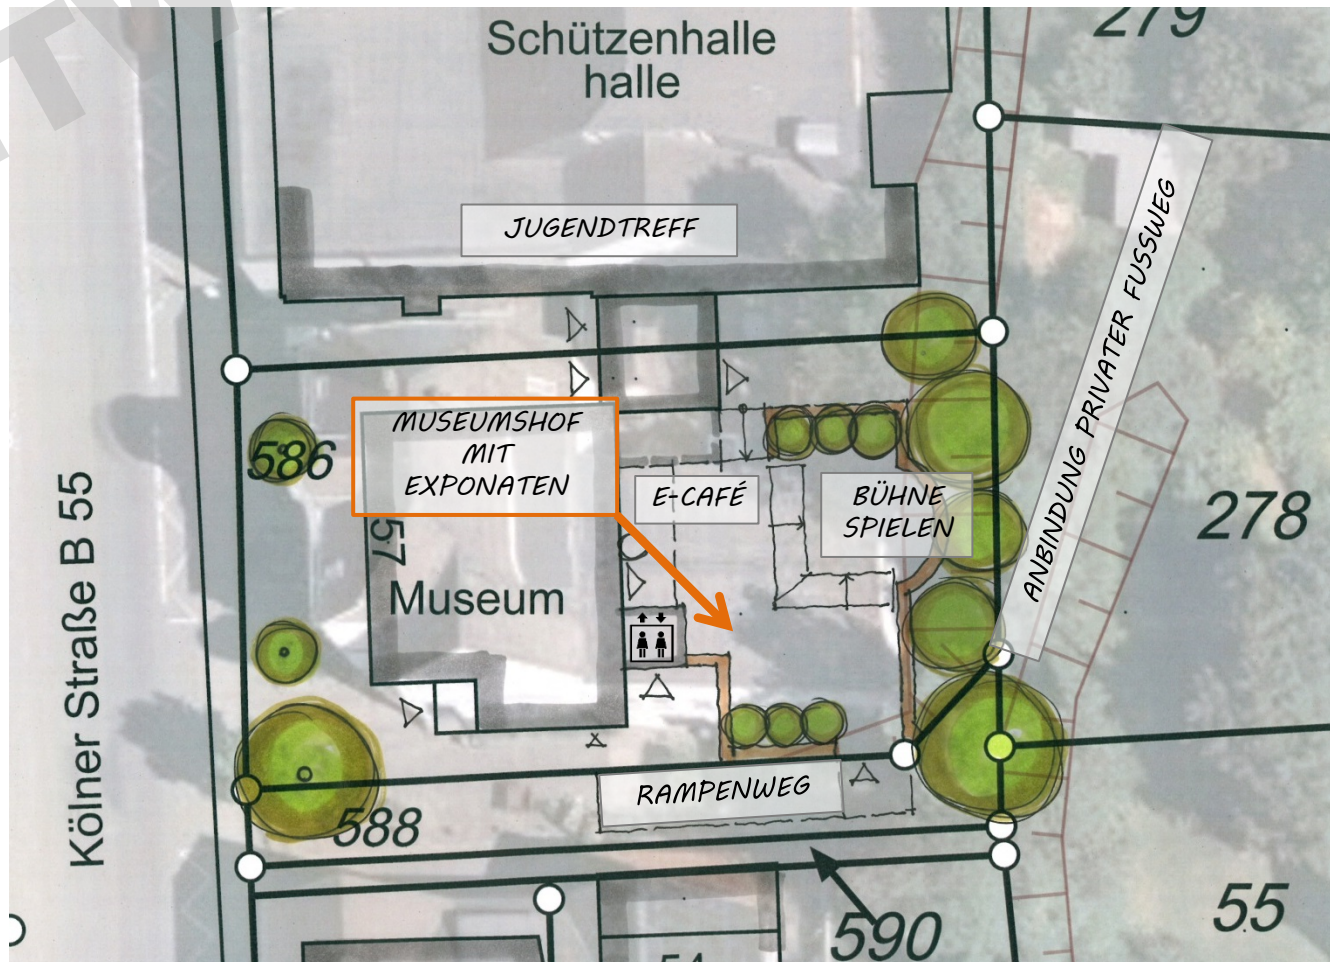 279
Schützenhalle
halle
JUGENDTREFF
ANBINDUNG PRIVATER FUSSWEG
MUSEUMSHOF
MIT
EXPONATEN
586
E-CAFÉ
BÜHNE
SPIELEN
278
57
Museum
Kölner Straße B 55
RAMPENWEG
588
590
55
54